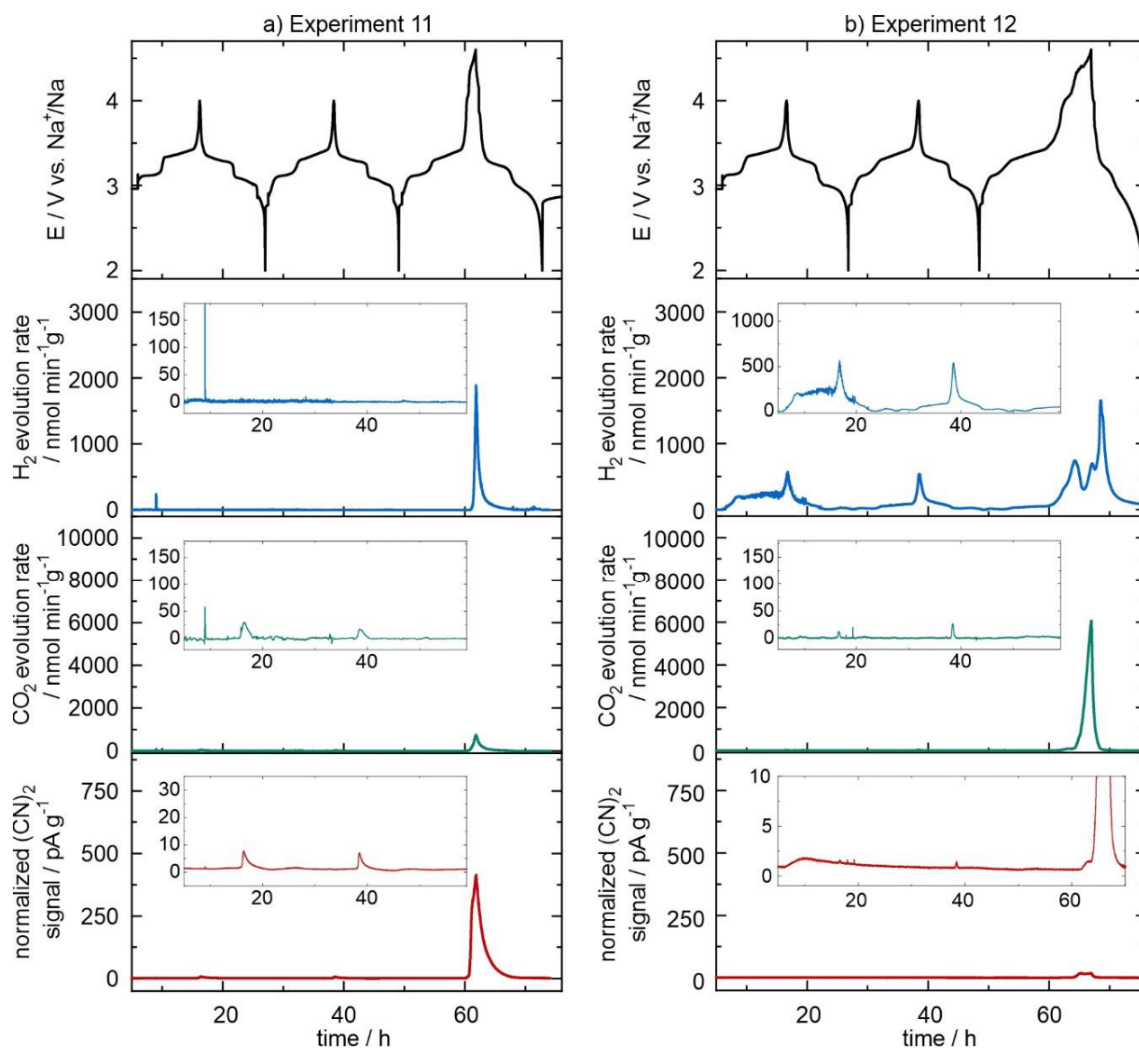 a) Experiment 11
E / V vs. Na⁺/Na
4
3
2
H₂ evolution rate
/ nmol min⁻¹g⁻¹
3000
2000
1000
0
150
100
50
0
20 40
CO₂ evolution rate
/ nmol min⁻¹g⁻¹
10000
8000
6000
4000
2000
0
150
100
50
0
20 40
normalized (CN)₂
signal / pA g⁻¹
750
500
250
0
30
20
10
0
20 40
20 40 60
time / h
b) Experiment 12
E / V vs. Na⁺/Na
4
3
2
H₂ evolution rate
/ nmol min⁻¹g⁻¹
3000
2000
1000
0
1000
500
0
20 40
CO₂ evolution rate
/ nmol min⁻¹g⁻¹
10000
8000
6000
4000
2000
0
150
100
50
0
20 40
normalized (CN)₂
signal / pA g⁻¹
750
500
250
0
10
5
0
20 40 60
20 40 60
time / h